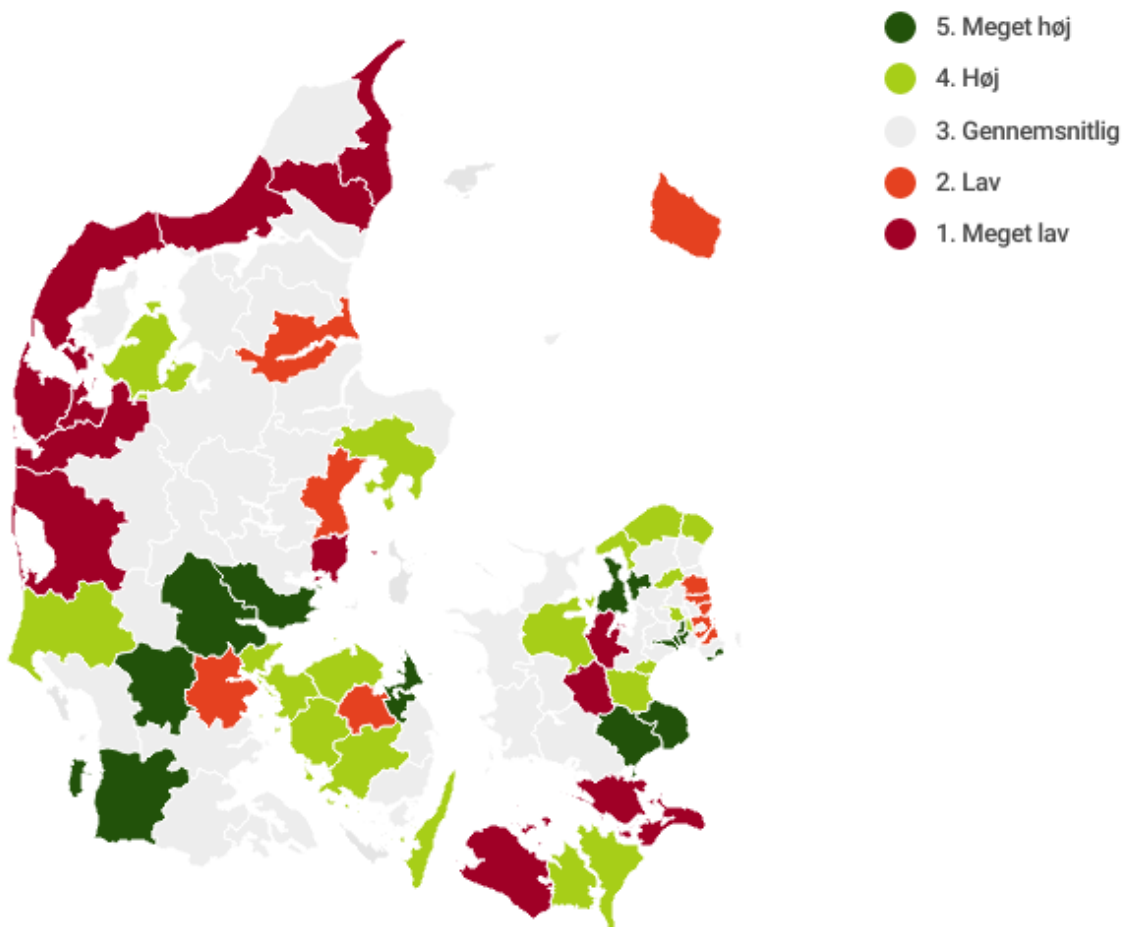 5. Meget høj
4. Høj
3. Gennemsnitlig
2. Lav
1. Meget lav